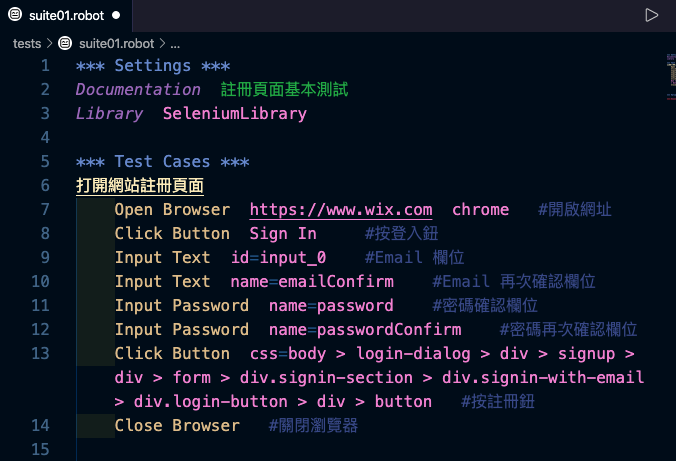 suite01.robot
tests > suite01.robot > ...
1 *** Settings ***
2 Documentation  註冊頁面基本測試
3 Library  SeleniumLibrary
4
5 *** Test Cases ***
6 打開網站註冊頁面
7 Open Browser  https://www.wix.com  chrome   #開啟網址
8 Click Button  Sign In     #按登入鈕
9 Input Text  id=input_0    #Email 欄位
10 Input Text  name=emailConfirm    #Email 再次確認欄位
11 Input Password  name=password    #密碼確認欄位
12 Input Password  name=passwordConfirm    #密碼再次確認欄位
13 Click Button  css=body > login-dialog > div > signup >
div > form > div.signin-section > div.signin-with-email
> div.login-button > div > button   #按註冊鈕
14 Close Browser   #關閉瀏覽器
15